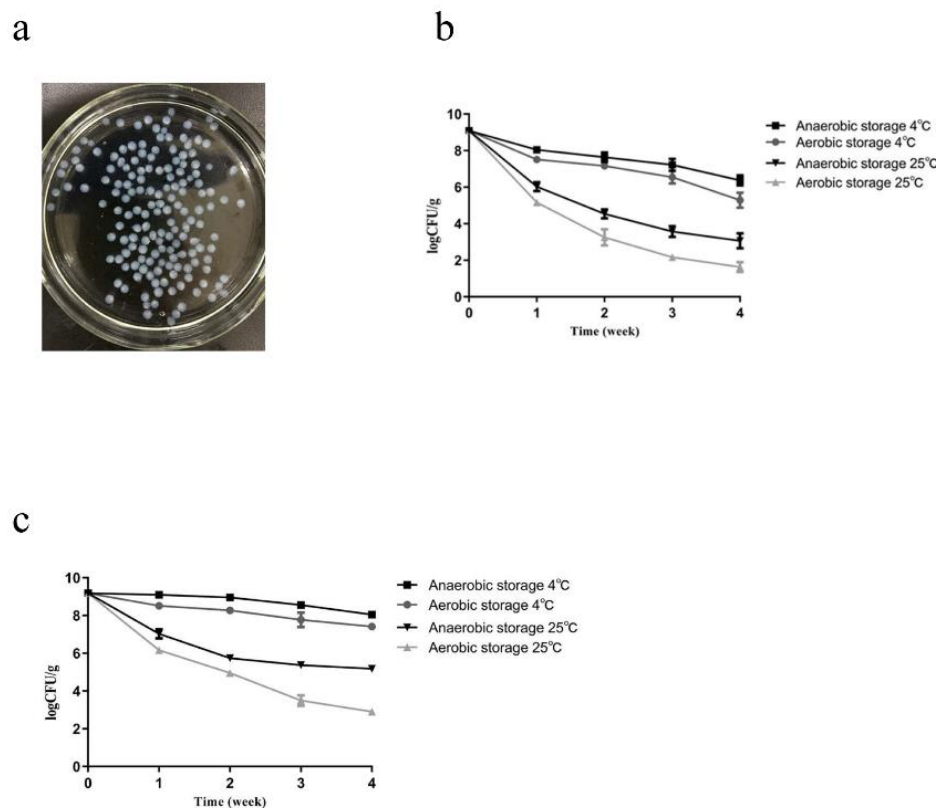 a
b
10
8
6
4
2
0
logCFU/g
0 1 2 3 4
Time (week)
Anaerobic storage 4℃
Aerobic storage 4℃
Anaerobic storage 25℃
Aerobic storage 25℃
c
10
8
6
4
2
0
logCFU/g
0 1 2 3 4
Time (week)
Anaerobic storage 4℃
Aerobic storage 4℃
Anaerobic storage 25℃
Aerobic storage 25℃